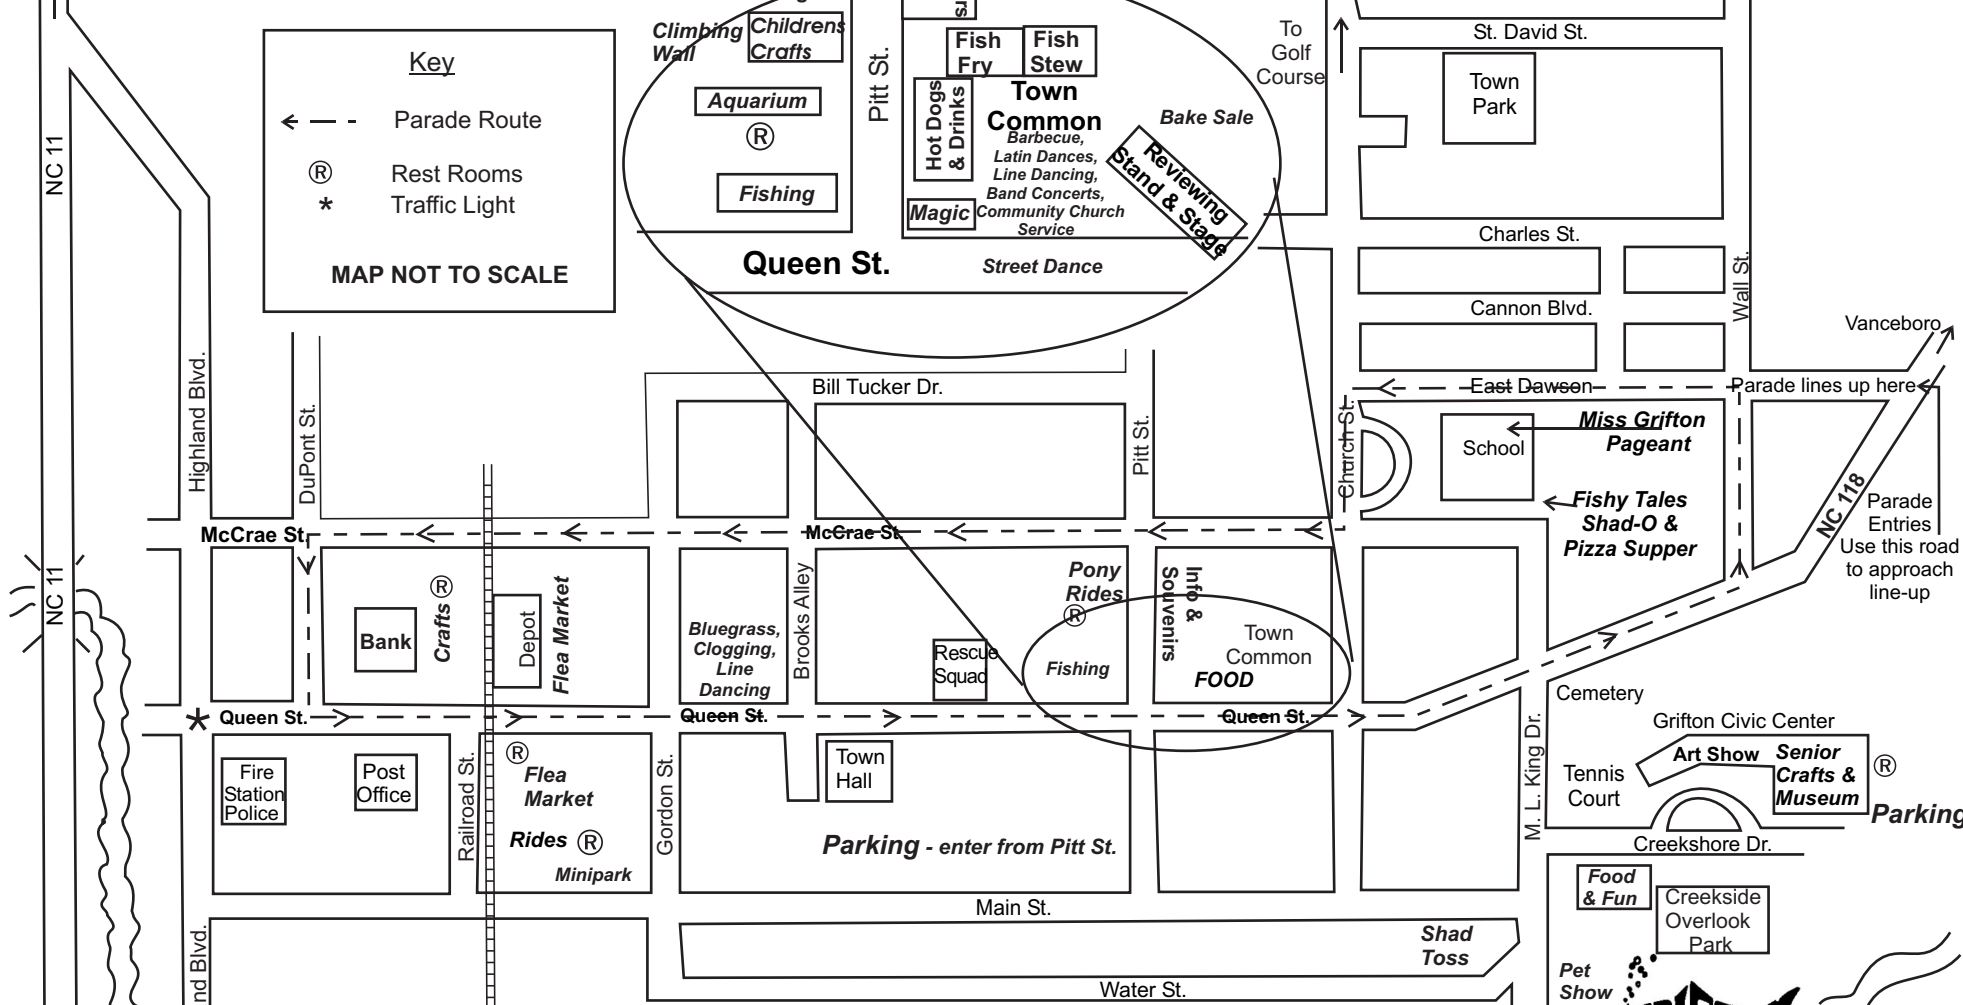 Key
Parade Route
® Rest Rooms
* Traffic Light
MAP NOT TO SCALE
NC 11
NC 11
Climbing
Wall
Childrens
Crafts
Aquarium
®
Fishing
Pitt St.
Fish
Fry
Fish
Stew
Hot Dogs
& Drinks
Town
Common
Barbecue,
Latin Dances,
Line Dancing,
Band Concerts,
Community Church
Service
Magic
Bake Sale
Reviewing
Stand & Stage
Queen St.
Street Dance
To
Golf
Course
St. David St.
Town
Park
Charles St.
Cannon Blvd.
Wall St.
Vanceboro
East Dawson
Parade lines up here
Highland Blvd.
DuPont St.
Bill Tucker Dr.
Pitt St.
Church St.
School
Miss Grifton
Pageant
Fishy Tales
Shad-O &
Pizza Supper
NC 118
Parade
Entries
Use this road
to approach
line-up
McCrae St.
McCrae St.
Bank
Crafts ®
Depot
Flea Market
Bluegrass,
Clogging,
Line
Dancing
Brooks Alley
Rescue
Squad
Pony
Rides
®
Fishing
Info &
Souvenirs
Town
Common
FOOD
* Queen St.
Queen St.
Queen St.
Cemetery
Grifton Civic Center
Art Show
Senior
Crafts &
Museum
®
Parking
Tennis
Court
M. L. King Dr.
Creekshore Dr.
Fire
Station
Police
Post
Office
Railroad St.
®
Flea
Market
Rides ®
Minipark
Gordon St.
Town
Hall
Parking - enter from Pitt St.
Main St.
Food
& Fun
Creekside
Overlook
Park
Shad
Toss
Pet
Show
Water St.
nd Blvd.